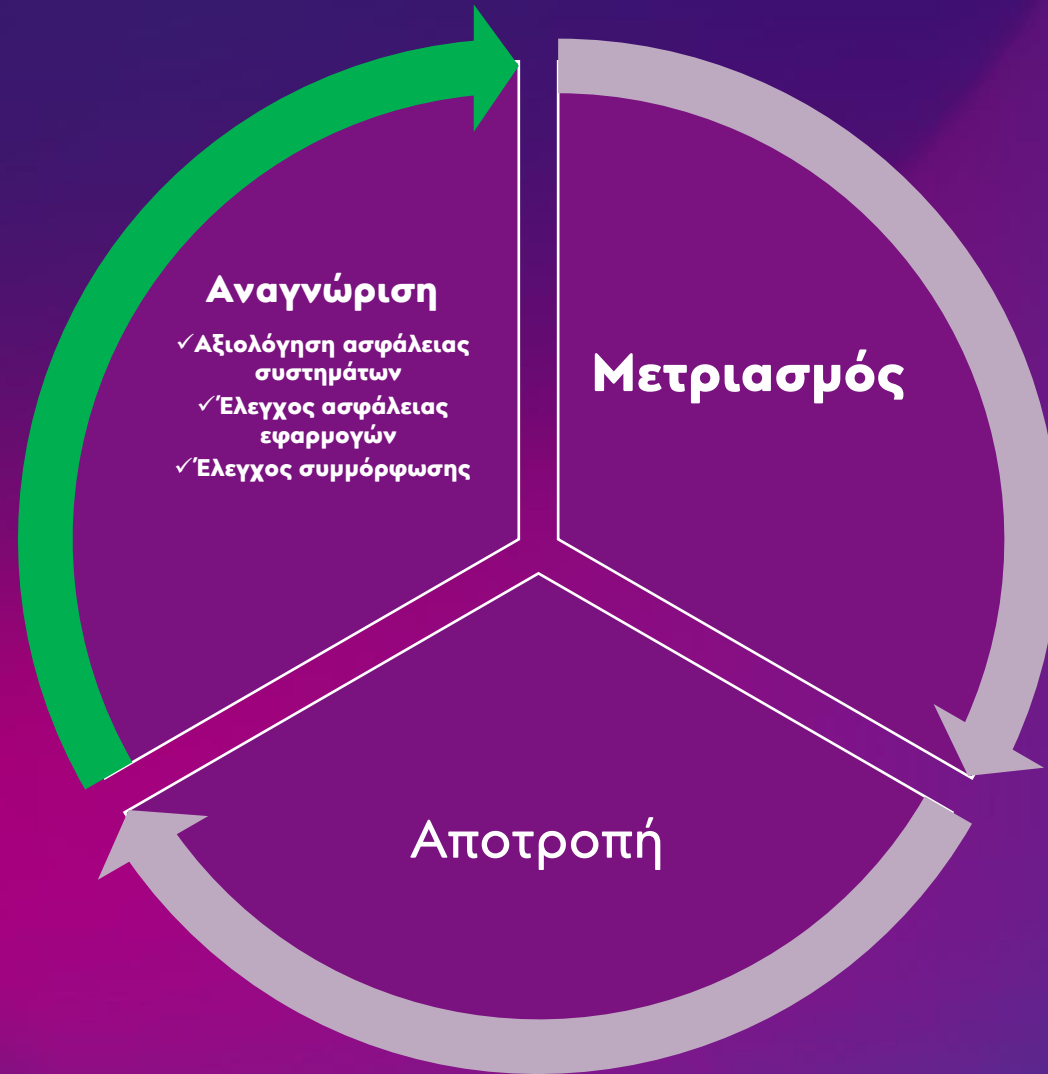 Αναγνώριση
✓Αξιολόγηση ασφάλειας
συστημάτων
✓Έλεγχος ασφάλειας
εφαρμογών
✓Έλεγχος συμμόρφωσης
Μετριασμός
Αποτροπή